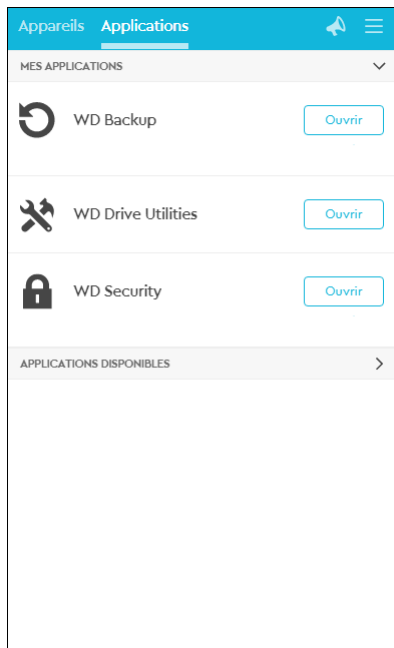 Appareils Applications
MES APPLICATIONS
WD Backup Ouvrir
WD Drive Utilities Ouvrir
WD Security Ouvrir
APPLICATIONS DISPONIBLES